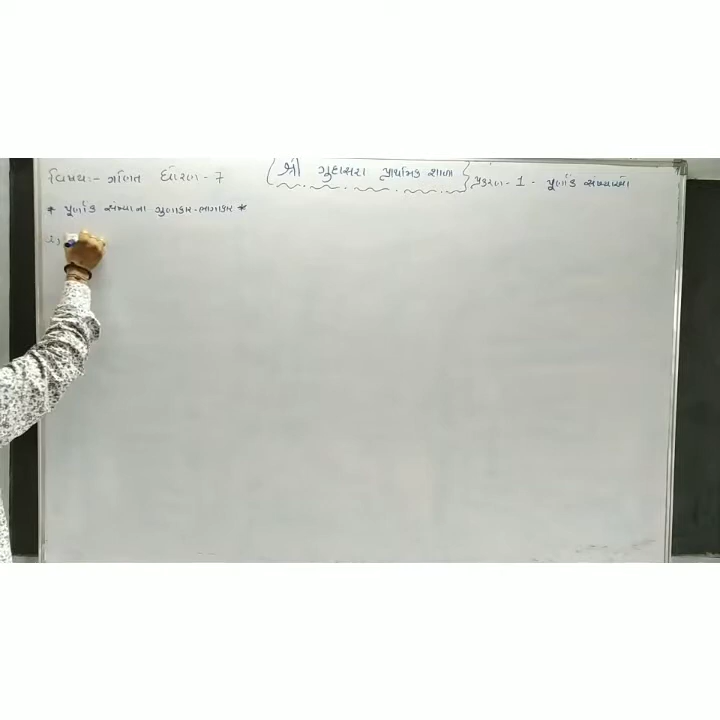 વિષય:- ગણિત ધોરણ - 7 શ્રી ગુદાસરા પ્રાથમિક શાળા પ્રકરણ - 1 - પૂર્ણાંક સંખ્યાઓ
* પૂર્ણાંક સંખ્યાના ગુણાકાર - ભાગાકાર *